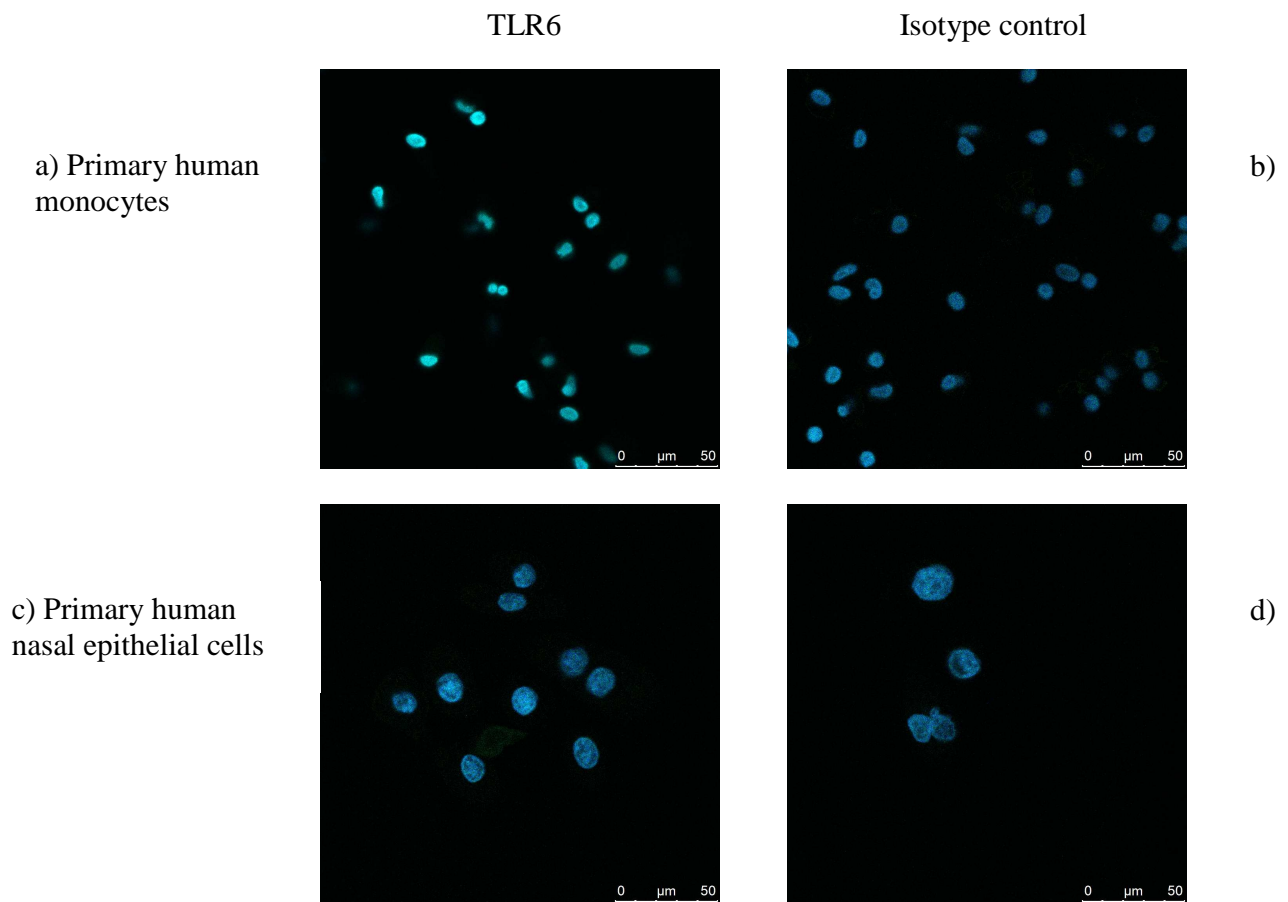 TLR6
Isotype control
a) Primary human
monocytes
b)
0 µm 50
0 µm 50
c) Primary human
nasal epithelial cells
d)
0 µm 50
0 µm 50